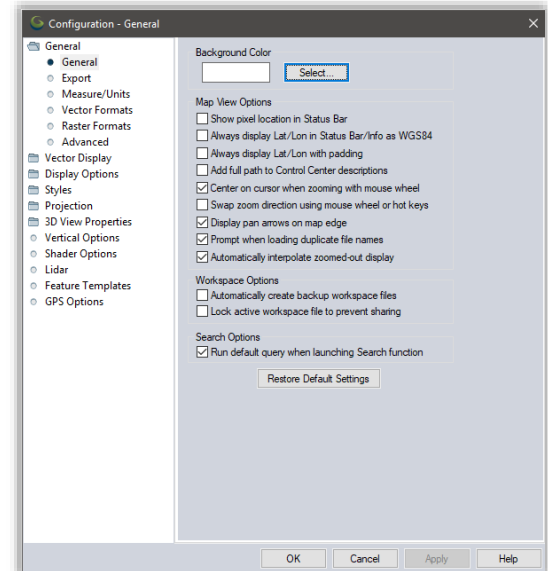 Configuration - General
General
General
Export
Measure/Units
Vector Formats
Raster Formats
Advanced
Vector Display
Display Options
Styles
Projection
3D View Properties
Vertical Options
Shader Options
Lidar
Feature Templates
GPS Options
Background Color
Select...
Map View Options
Show pixel location in Status Bar
Always display Lat/Lon in Status Bar/Info as WGS84
Always display Lat/Lon with padding
Add full path to Control Center descriptions
Center on cursor when zooming with mouse wheel
Swap zoom direction using mouse wheel or hot keys
Display pan arrows on map edge
Prompt when loading duplicate file names
Automatically interpolate zoomed-out display
Workspace Options
Automatically create backup workspace files
Lock active workspace file to prevent sharing
Search Options
Run default query when launching Search function
Restore Default Settings
OK Cancel Apply Help